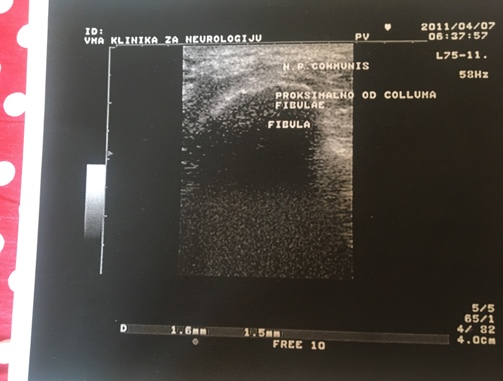 ID:
VMA KLINIKA ZA NEUROLOGIJU PV
2011/04/07
06:37:57
L75-11.
58Hz
N.P.COMMUNIS
PROKSIMALNO OD COLLUMA
FIBULAE
FIBULA
5/5
65/1
4/ 82
4.0cm
D 1.6mm 1.5mm
FREE 10